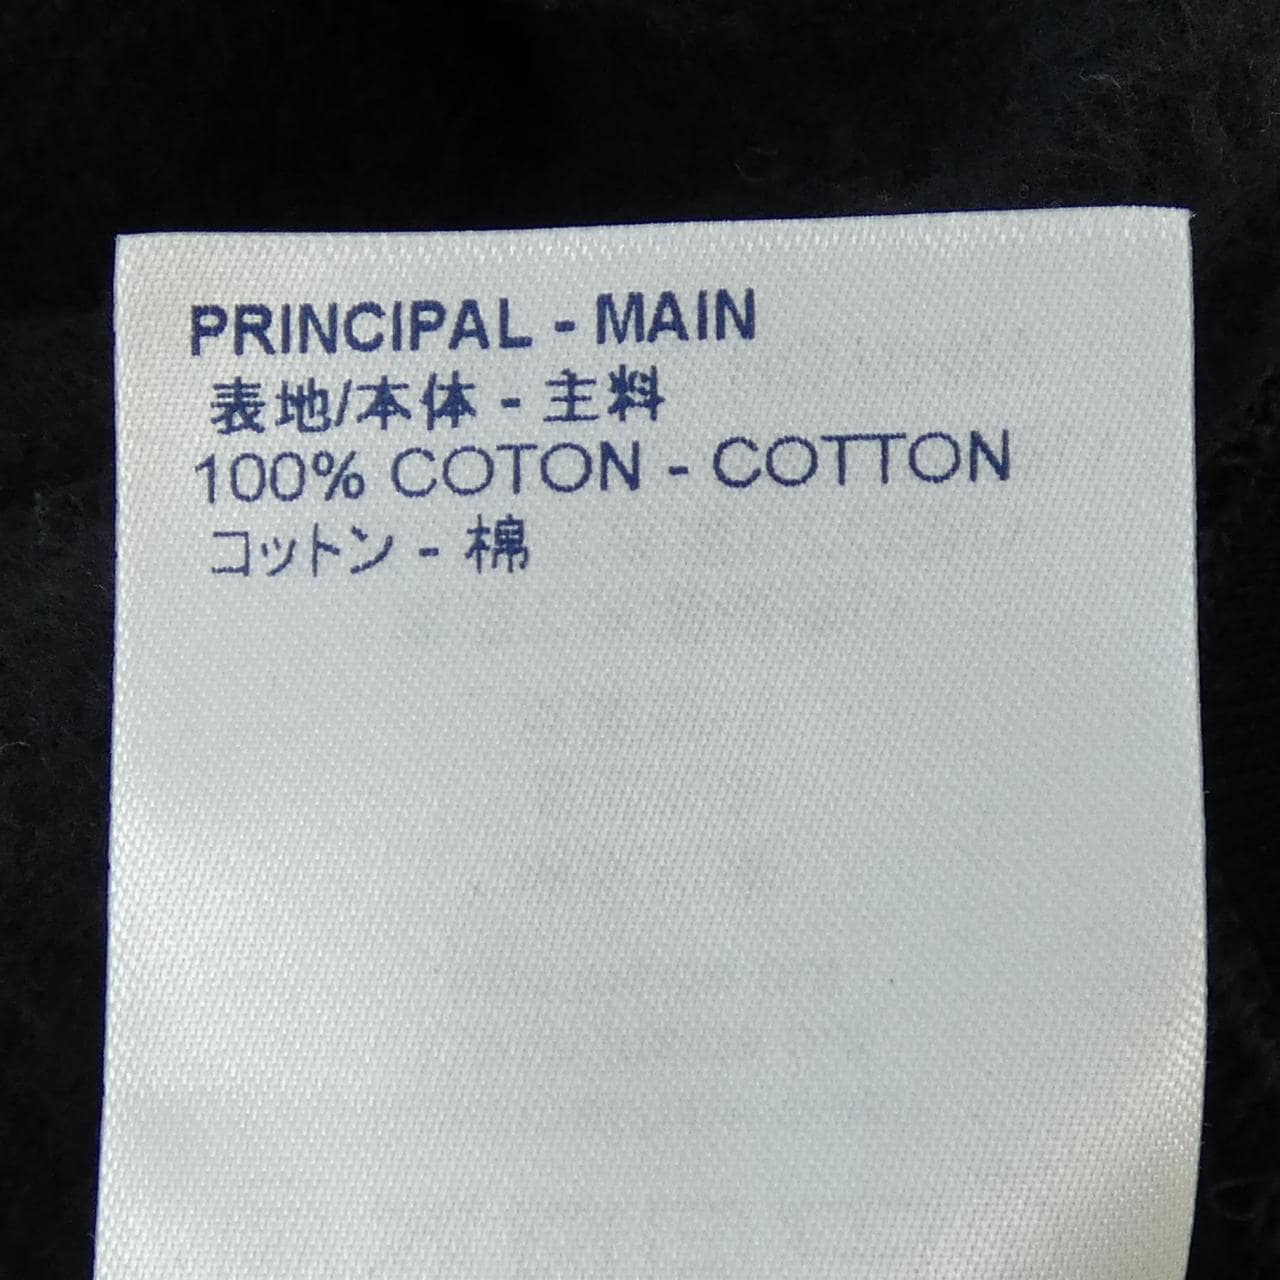 PRINCIPAL - MAIN
表地/本体 - 主料
100% COTON - COTTON
コットン - 棉